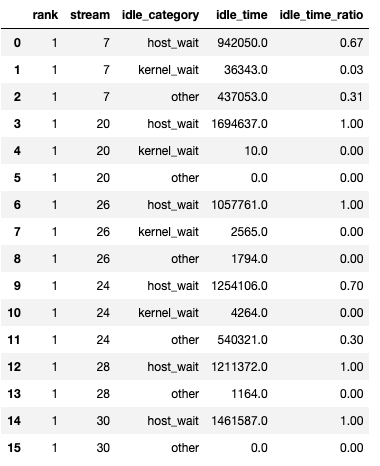 rank stream idle_category idle_time idle_time_ratio
0 1 7 host_wait 942050.0 0.67
1 1 7 kernel_wait 36343.0 0.03
2 1 7 other 437053.0 0.31
3 1 20 host_wait 1694637.0 1.00
4 1 20 kernel_wait 10.0 0.00
5 1 20 other 0.0 0.00
6 1 26 host_wait 1057761.0 1.00
7 1 26 kernel_wait 2565.0 0.00
8 1 26 other 1794.0 0.00
9 1 24 host_wait 1254106.0 0.70
10 1 24 kernel_wait 4264.0 0.00
11 1 24 other 540321.0 0.30
12 1 28 host_wait 1211372.0 1.00
13 1 28 other 1164.0 0.00
14 1 30 host_wait 1461587.0 1.00
15 1 30 other 0.0 0.00